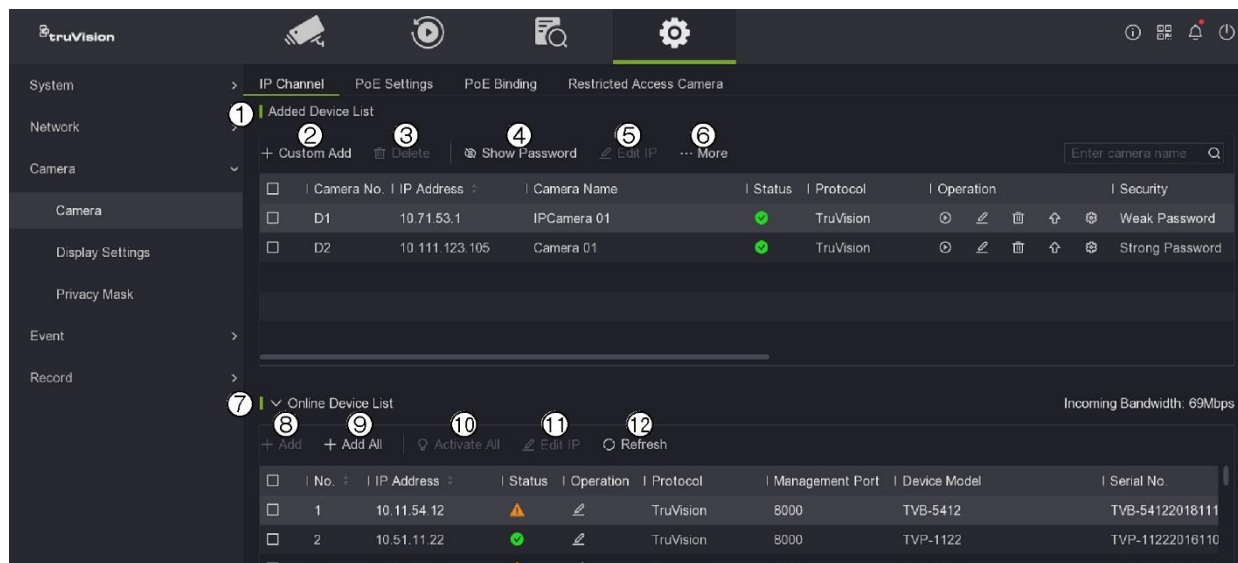 truVision
System
Network
Camera
Camera
Display Settings
Privacy Mask
Event
Record
IP Channel PoE Settings PoE Binding Restricted Access Camera
1 Added Device List
2 3 4 5 6
+ Custom Add Delete Show Password Edit IP ... More Enter camera name
Camera No. IP Address Camera Name Status Protocol Operation Security
D1 10.71.53.1 IPCamera 01 TruVision Weak Password
D2 10.111.123.105 Camera 01 TruVision Strong Password
7 Online Device List Incoming Bandwidth: 69Mbps
8 9 10 11 12
+ Add + Add All Activate All Edit IP Refresh
No. IP Address Status Operation Protocol Management Port Device Model Serial No.
1 10.11.54.12 TruVision 8000 TVB-5412 TVB-54122018111
2 10.51.11.22 TruVision 8000 TVP-1122 TVP-11222016110